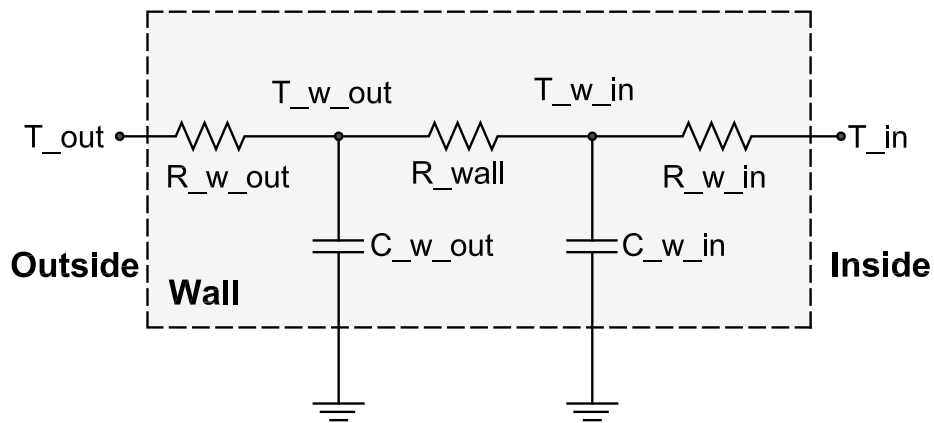 T_w_out
T_w_in
T_out
T_in
R_w_out
R_wall
R_w_in
C_w_out
C_w_in
Outside
Wall
Inside